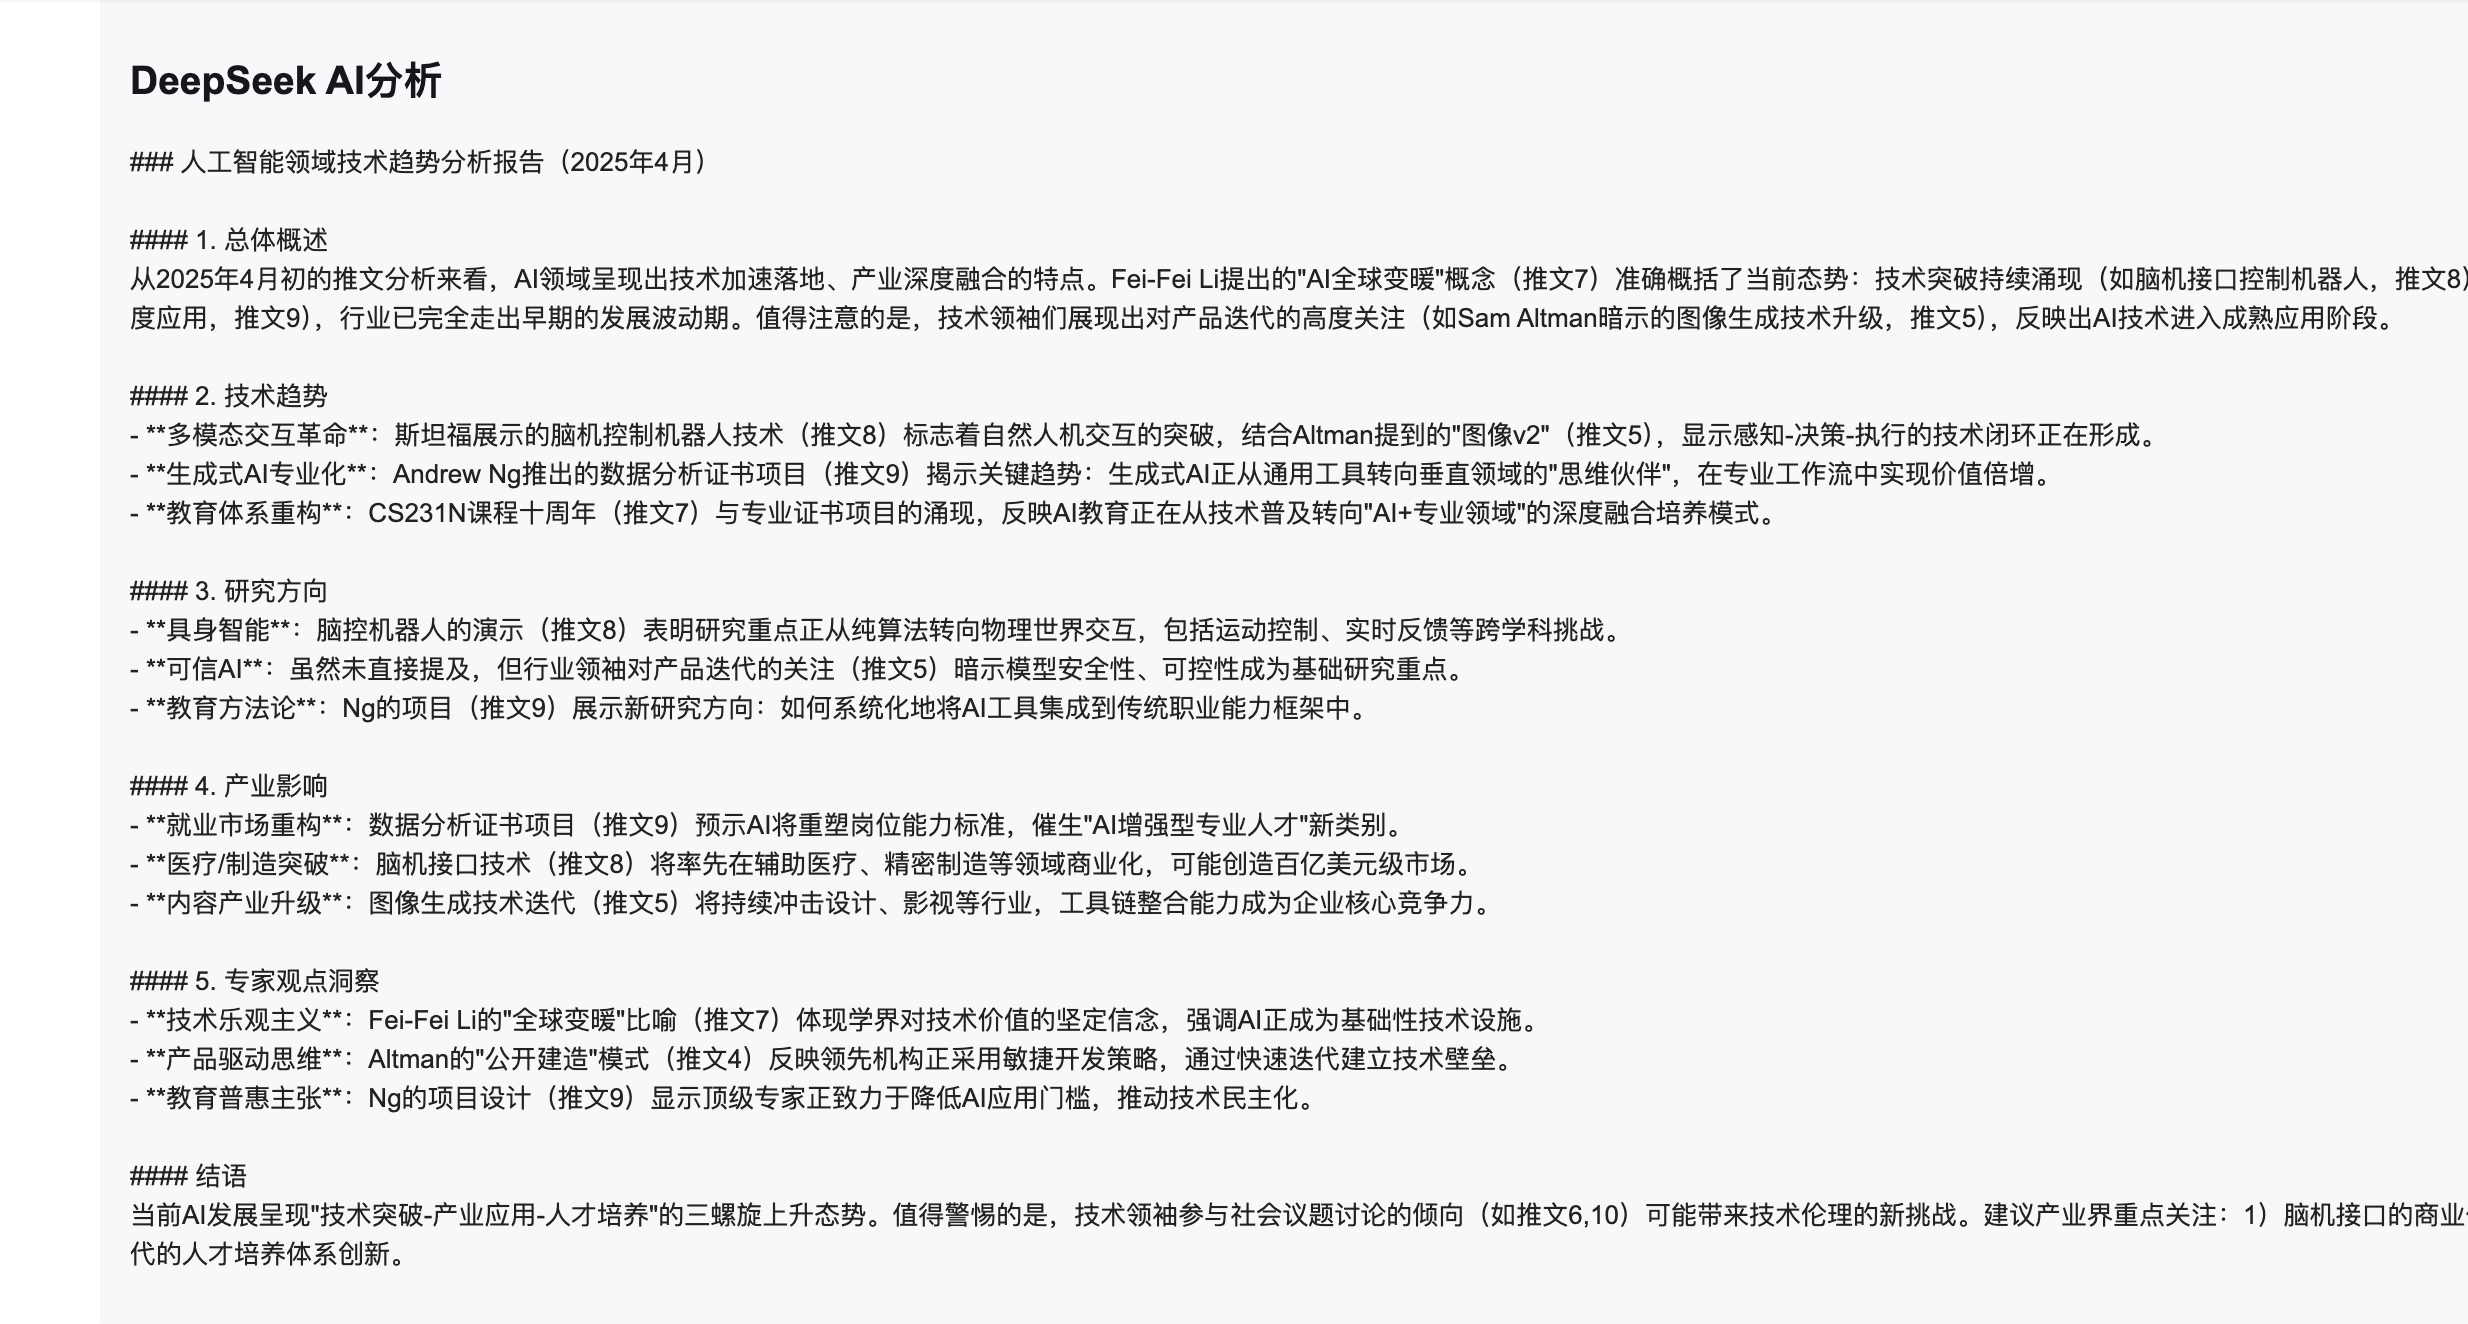 DeepSeek AI分析
### 人工智能领域技术趋势分析报告（2025年4月）
#### 1. 总体概述
从2025年4月初的推文分析来看，AI领域呈现出技术加速落地、产业深度融合的特点。Fei-Fei Li提出的"AI全球变暖"概念（推文7）准确概括了当前态势：技术突破持续涌现（如脑机接口控制机器人，推文8）
度应用，推文9），行业已完全走出早期的发展波动期。值得注意的是，技术领袖们展现出对产品迭代的高度关注（如Sam Altman暗示的图像生成技术升级，推文5），反映出AI技术进入成熟应用阶段。
#### 2. 技术趋势
- **多模态交互革命**：斯坦福展示的脑机控制机器人技术（推文8）标志着自然人机交互的突破，结合Altman提到的"图像v2"（推文5），显示感知-决策-执行的技术闭环正在形成。
- **生成式AI专业化**：Andrew Ng推出的数据分析证书项目（推文9）揭示关键趋势：生成式AI正从通用工具转向垂直领域的"思维伙伴"，在专业工作流中实现价值倍增。
- **教育体系重构**：CS231N课程十周年（推文7）与专业证书项目的涌现，反映AI教育正在从技术普及转向"AI+专业领域"的深度融合培养模式。
#### 3. 研究方向
- **具身智能**：脑控机器人的演示（推文8）表明研究重点正从纯算法转向物理世界交互，包括运动控制、实时反馈等跨学科挑战。
- **可信AI**：虽然未直接提及，但行业领袖对产品迭代的关注（推文5）暗示模型安全性、可控性成为基础研究重点。
- **教育方法论**：Ng的项目（推文9）展示新研究方向：如何系统化地将AI工具集成到传统职业能力框架中。
#### 4. 产业影响
- **就业市场重构**：数据分析证书项目（推文9）预示AI将重塑岗位能力标准，催生"AI增强型专业人才"新类别。
- **医疗/制造突破**：脑机接口技术（推文8）将率先在辅助医疗、精密制造等领域商业化，可能创造百亿美元级市场。
- **内容产业升级**：图像生成技术迭代（推文5）将持续冲击设计、影视等行业，工具链整合能力成为企业核心竞争力。
#### 5. 专家观点洞察
- **技术乐观主义**：Fei-Fei Li的"全球变暖"比喻（推文7）体现学界对技术价值的坚定信念，强调AI正成为基础性技术设施。
- **产品驱动思维**：Altman的"公开建造"模式（推文4）反映领先机构正采用敏捷开发策略，通过快速迭代建立技术壁垒。
- **教育普惠主张**：Ng的项目设计（推文9）显示顶级专家正致力于降低AI应用门槛，推动技术民主化。
#### 结语
当前AI发展呈现"技术突破-产业应用-人才培养"的三螺旋上升态势。值得警惕的是，技术领袖参与社会议题讨论的倾向（如推文6,10）可能带来技术伦理的新挑战。建议产业界重点关注：1）脑机接口的商业
代的人才培养体系创新。